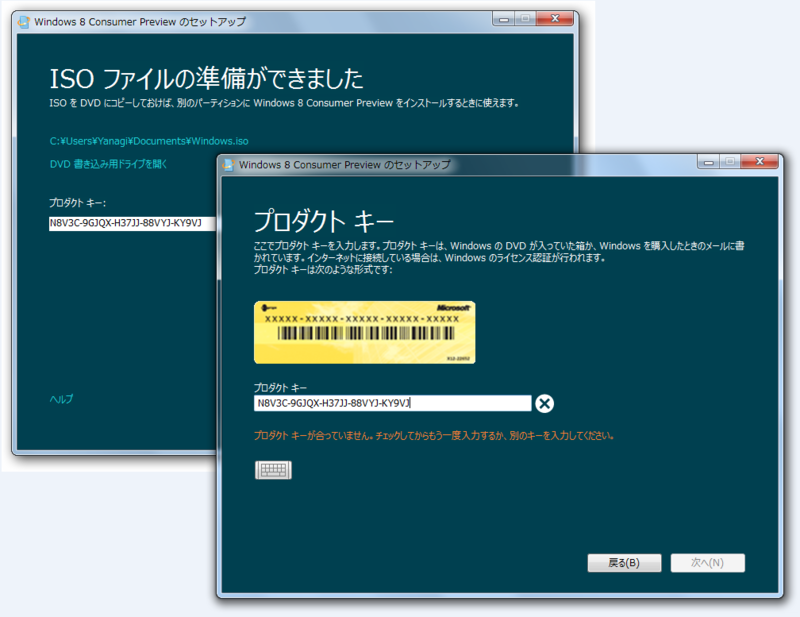 Windows 8 Consumer Preview のセットアップ
ISO ファイルの準備ができました
ISO を DVD にコピーしておけば、別のパーティションに Windows 8 Consumer Preview をインストールするときに使えます。
C:¥Users¥Yanagi¥Documents¥Windows.iso
DVD 書き込み用ドライブを開く
プロダクト キー:
N8V3C-9GJQX-H37JJ-88VYJ-KY9VJ
ヘルプ
Windows 8 Consumer Preview のセットアップ
プロダクト キー
ここでプロダクト キーを入力します。プロダクト キーは、Windows の DVD が入っていた箱か、Windows を購入したときのメールに書
かれています。インターネットに接続している場合は、Windows のライセンス認証が行われます。
プロダクト キーは次のような形式です:
Microsoft
XXXXX-XXXXX-XXXXX-XXXXX-XXXXX
プロダクト キー
N8V3C-9GJQX-H37JJ-88VYJ-KY9VJ
プロダクト キーが合っていません。チェックしてからもう一度入力するか、別のキーを入力してください。
戻る(B)
次へ(N)